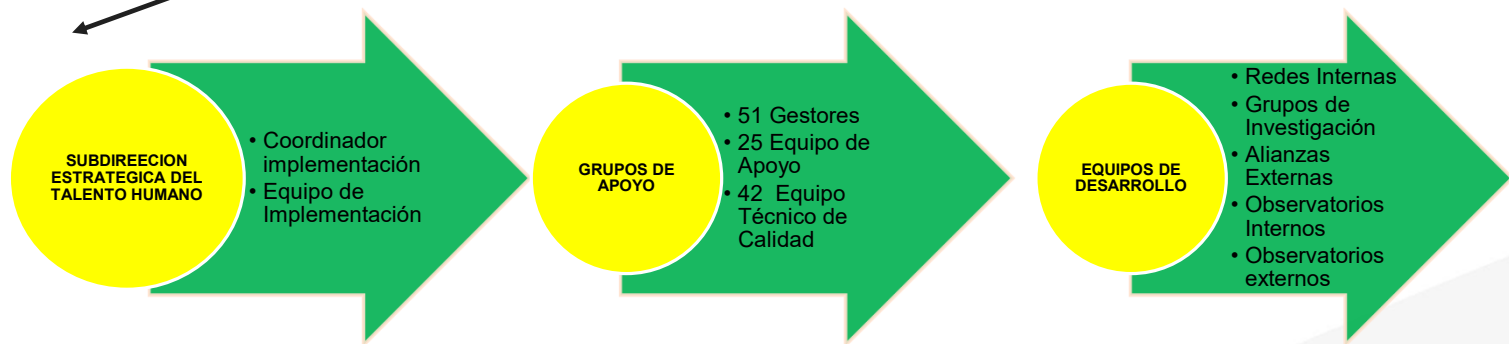 SUBDIREECION
ESTRATEGICA DEL
TALENTO HUMANO
• Coordinador
implementación
• Equipo de
Implementación
GRUPOS DE
APOYO
• 51 Gestores
• 25 Equipo de
Apoyo
• 42 Equipo
Técnico de
Calidad
EQUIPOS DE
DESARROLLO
• Redes Internas
• Grupos de
Investigación
• Alianzas
Externas
• Observatorios
Internos
• Observatorios
externos